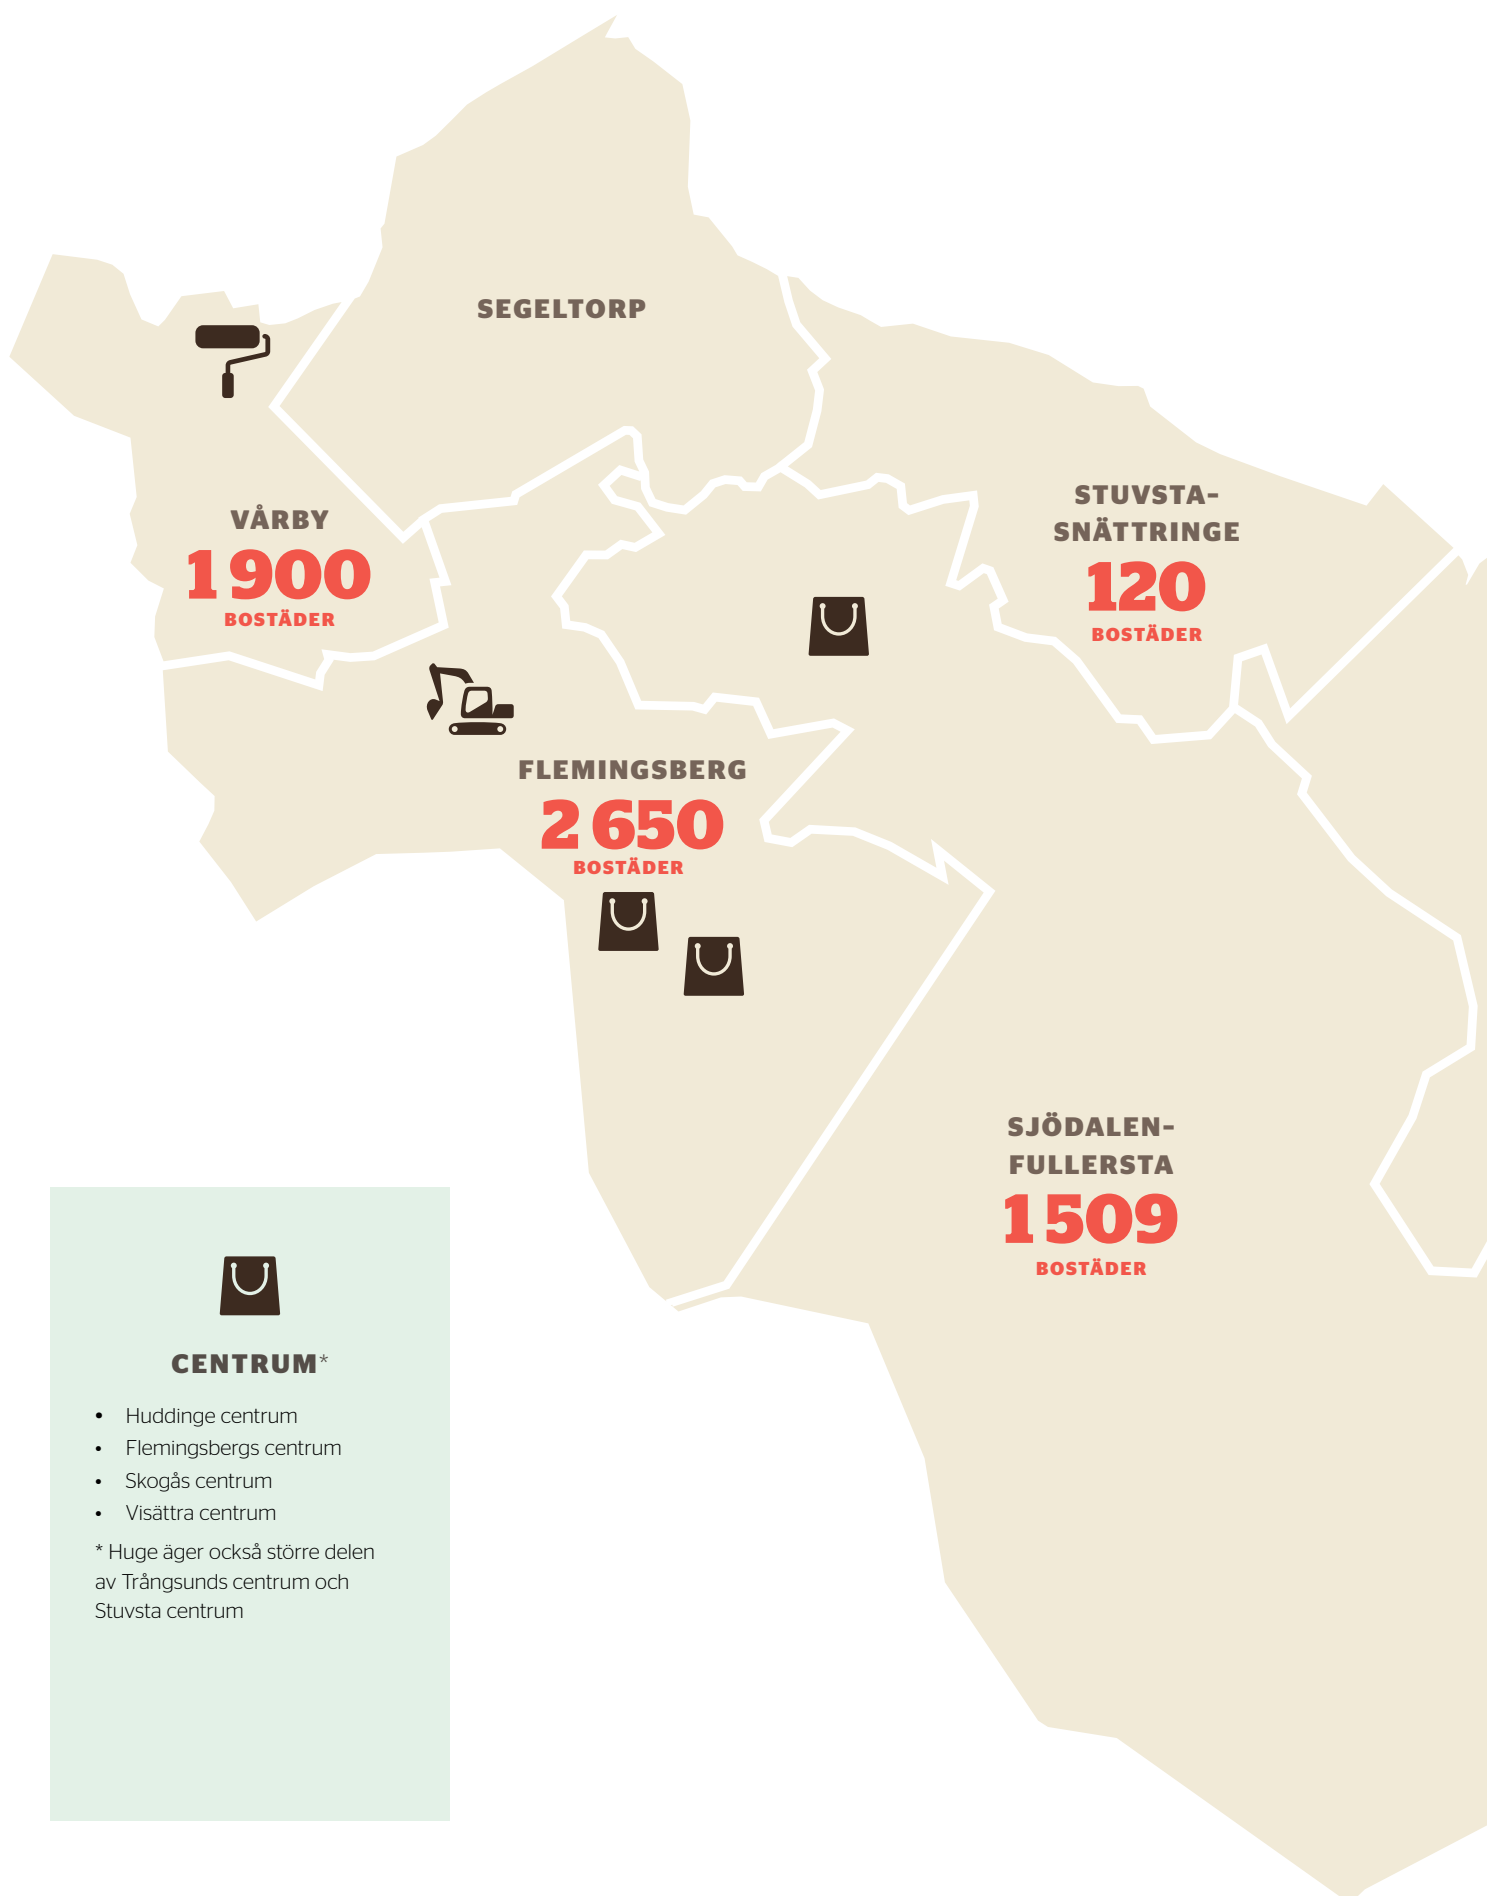 SEGELTORP
VÅRBY
1 900
BOSTÄDER
STUVSTA-
SNÄTTRINGE
120
BOSTÄDER
FLEMINGSBERG
2 650
BOSTÄDER
SJÖDALEN-
FULLERSTA
1 509
BOSTÄDER
CENTRUM*
• Huddinge centrum
• Flemingsbergs centrum
• Skogås centrum
• Visättra centrum
* Huge äger också större delen
av Trångsunds centrum och
Stuvsta centrum